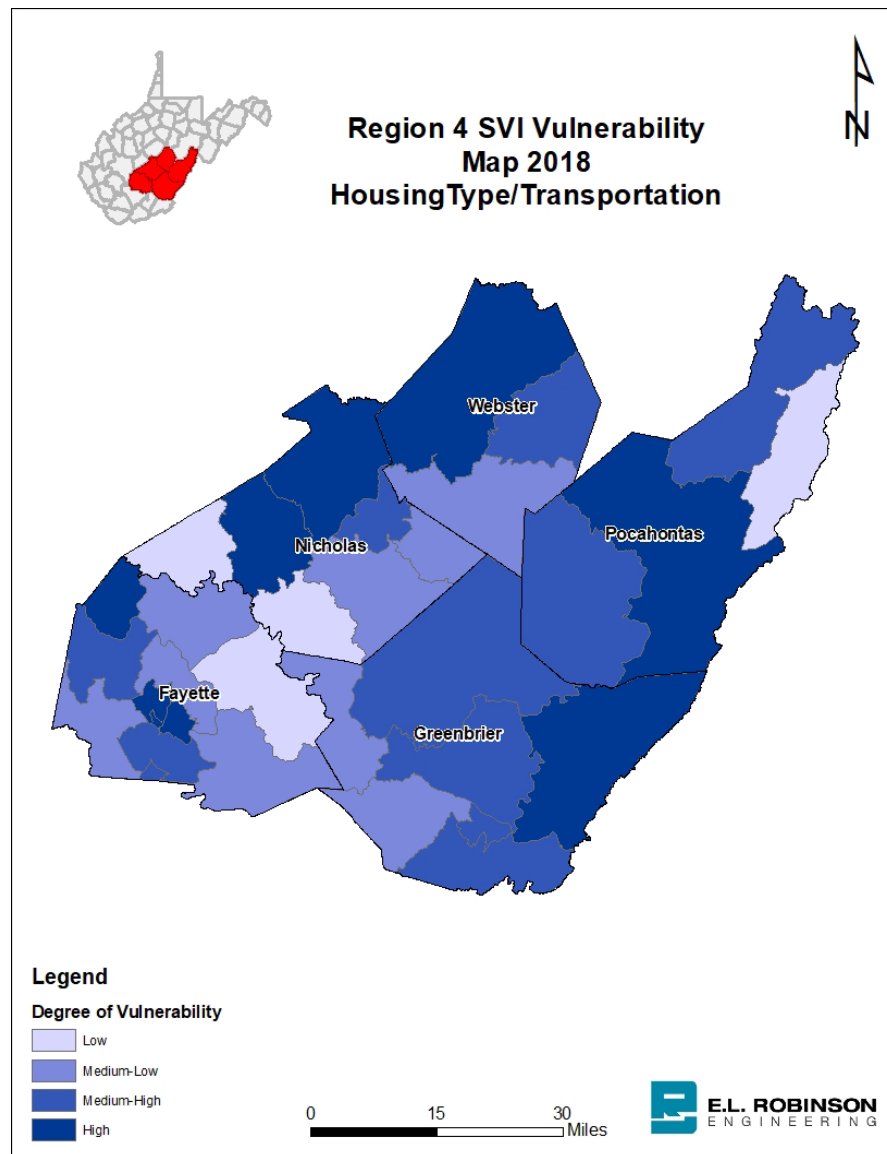 Region 4 SVI Vulnerability
Map 2018
HousingType/Transportation
N
Webster
Pocahontas
Nicholas
Fayette
Greenbrier
Legend
Degree of Vulnerability
Low
Medium-Low
Medium-High
High
0 15 30
Miles
E.L. ROBINSON
ENGINEERING